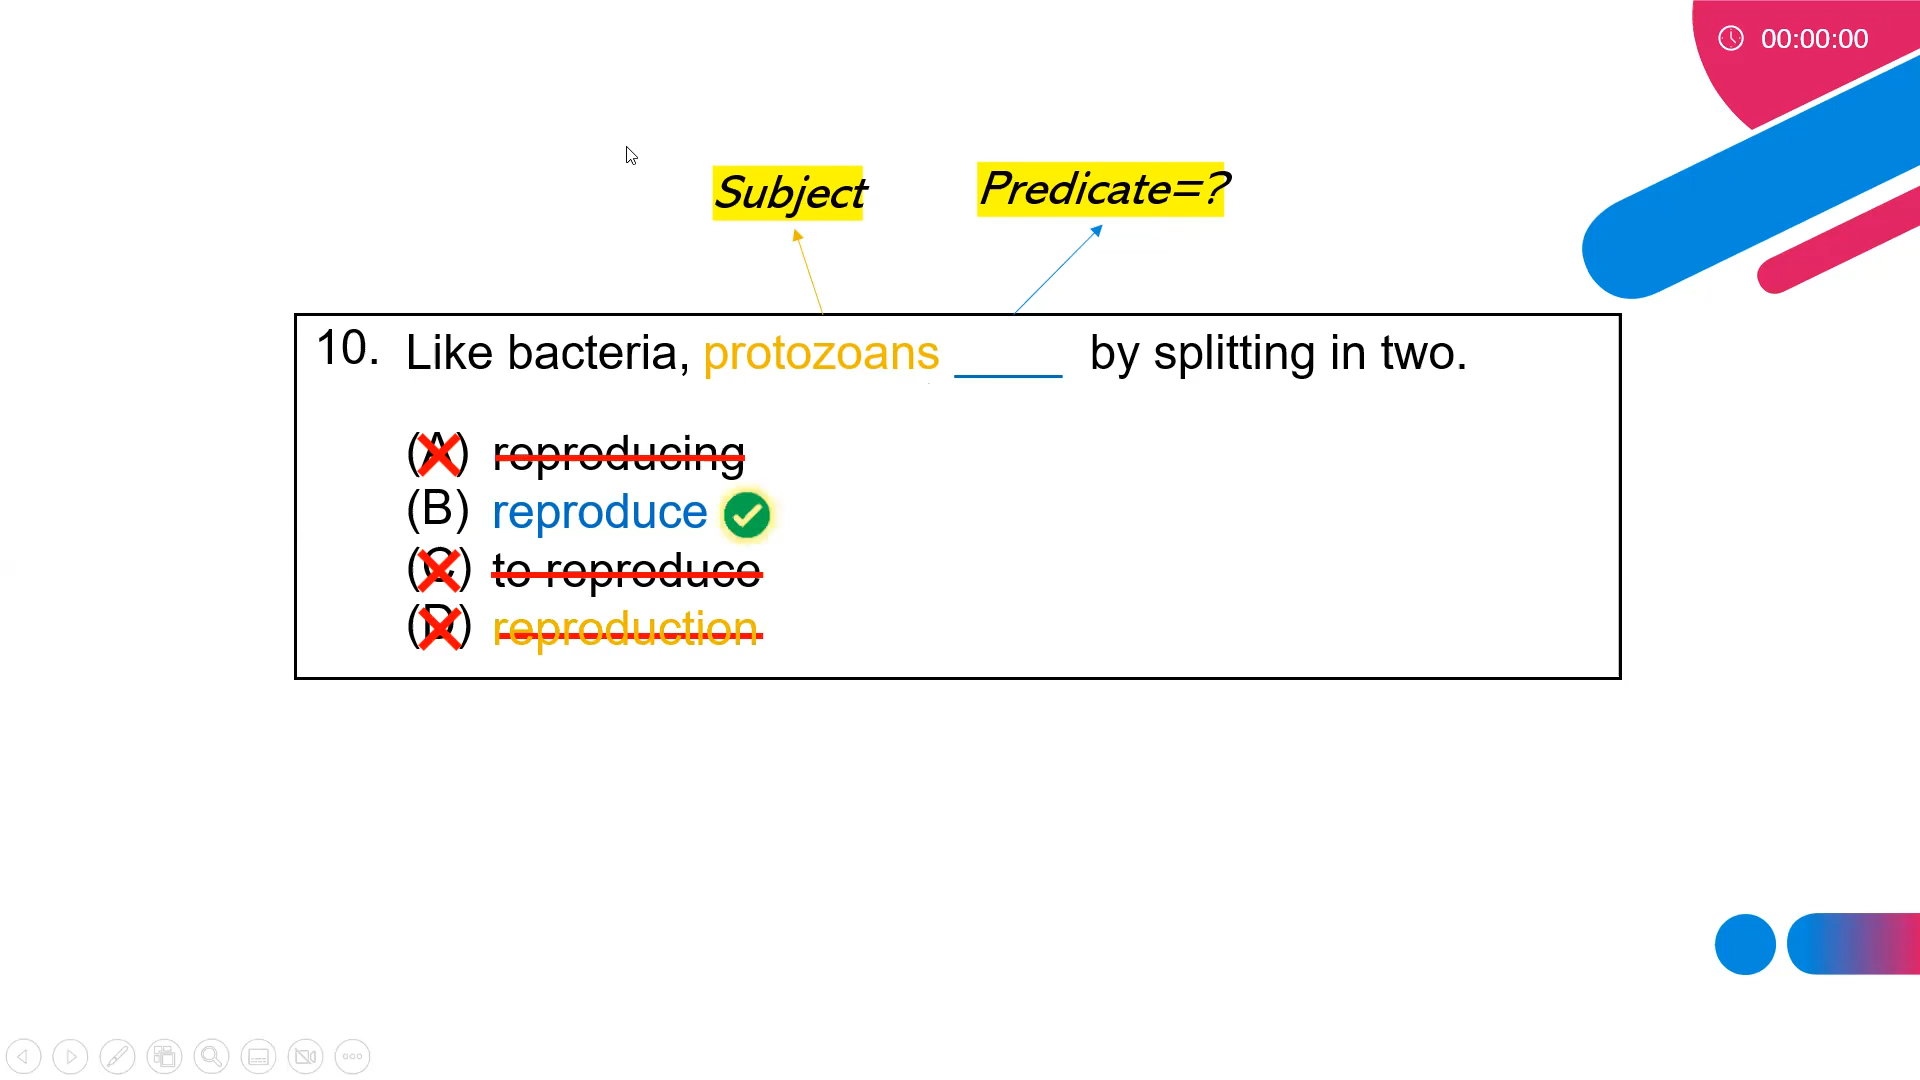 00:00:00
Subject Predicate=?
10. Like bacteria, protozoans _____ by splitting in two.
(A) reproducing
(B) reproduce
(C) to reproduce
(D) reproduction